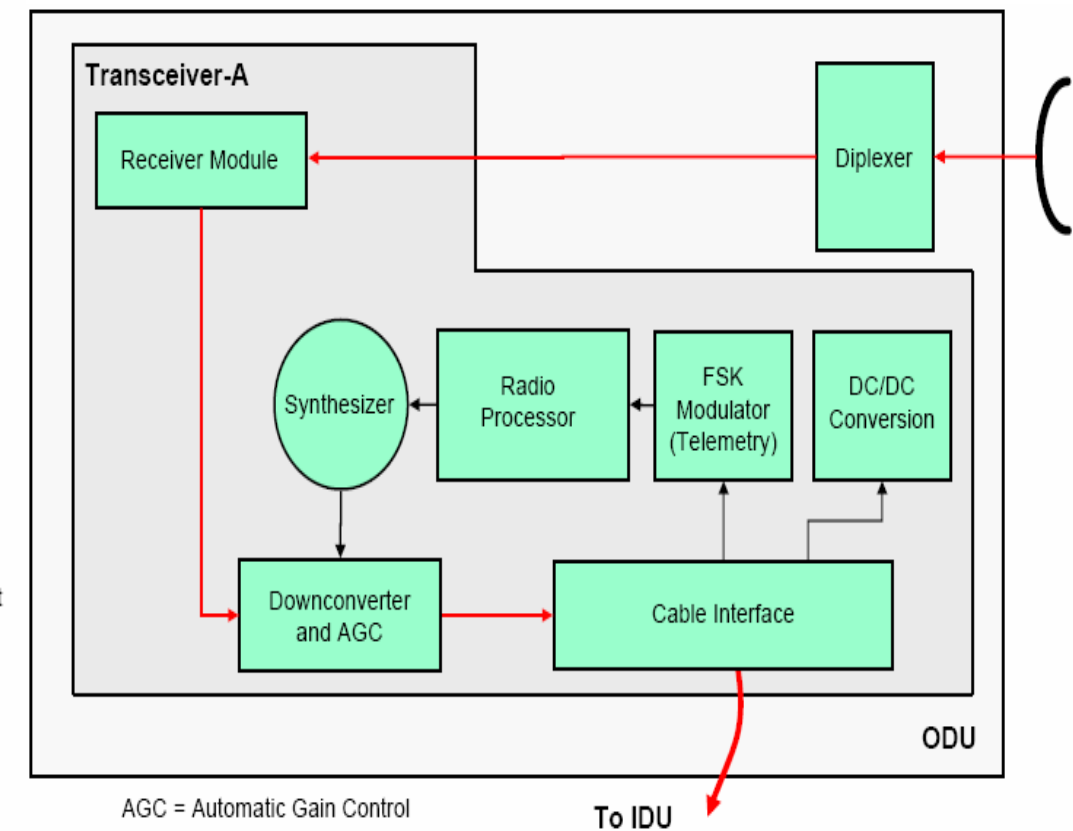 Transceiver-A
Receiver Module
Diplexer
Synthesizer
Radio
Processor
FSK
Modulator
(Telemetry)
DC/DC
Conversion
Downconverter
and AGC
Cable Interface
t
ODU
AGC = Automatic Gain Control
To IDU